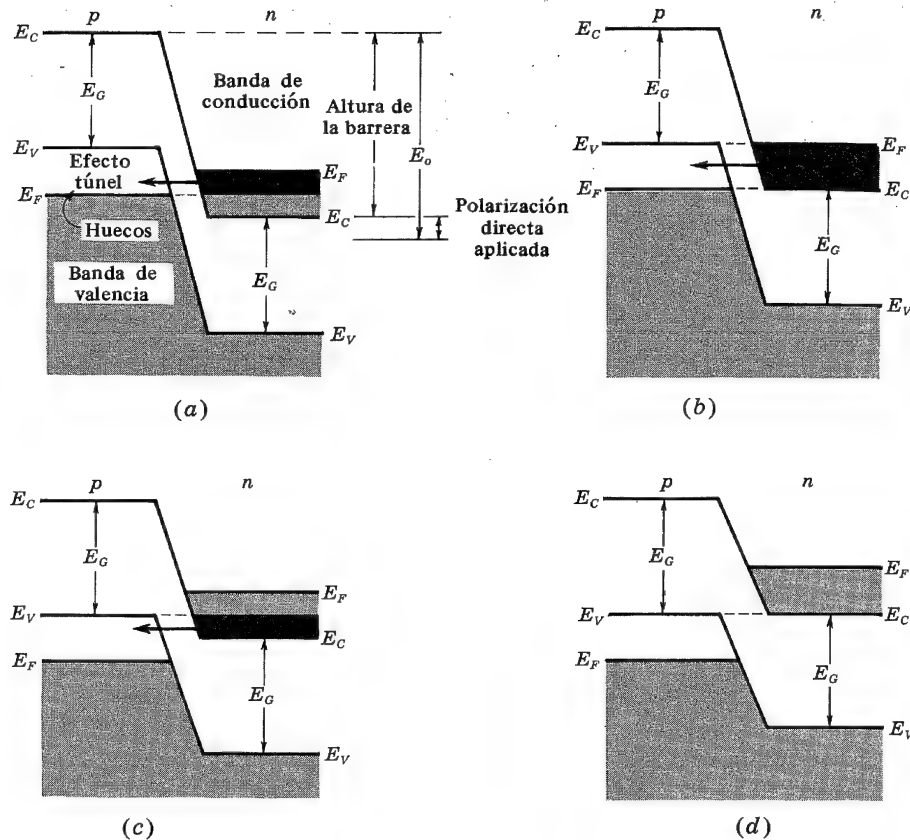 p n
E_C
E_G
Banda de
conducción
Altura de
la barrera
E_o
E_V
Efecto
túnel
E_F
E_F
Huecos
E_C
Polarización
directa
aplicada
Banda de
valencia
E_G
E_V
(a)
p n
E_C
E_G
E_V
E_F
E_F
E_C
E_G
E_V
(b)
p n
E_C
E_G
E_F
E_V
E_C
E_F
E_G
E_V
(c)
p n
E_C
E_G
E_F
E_V
E_C
E_F
E_G
E_V
(d)